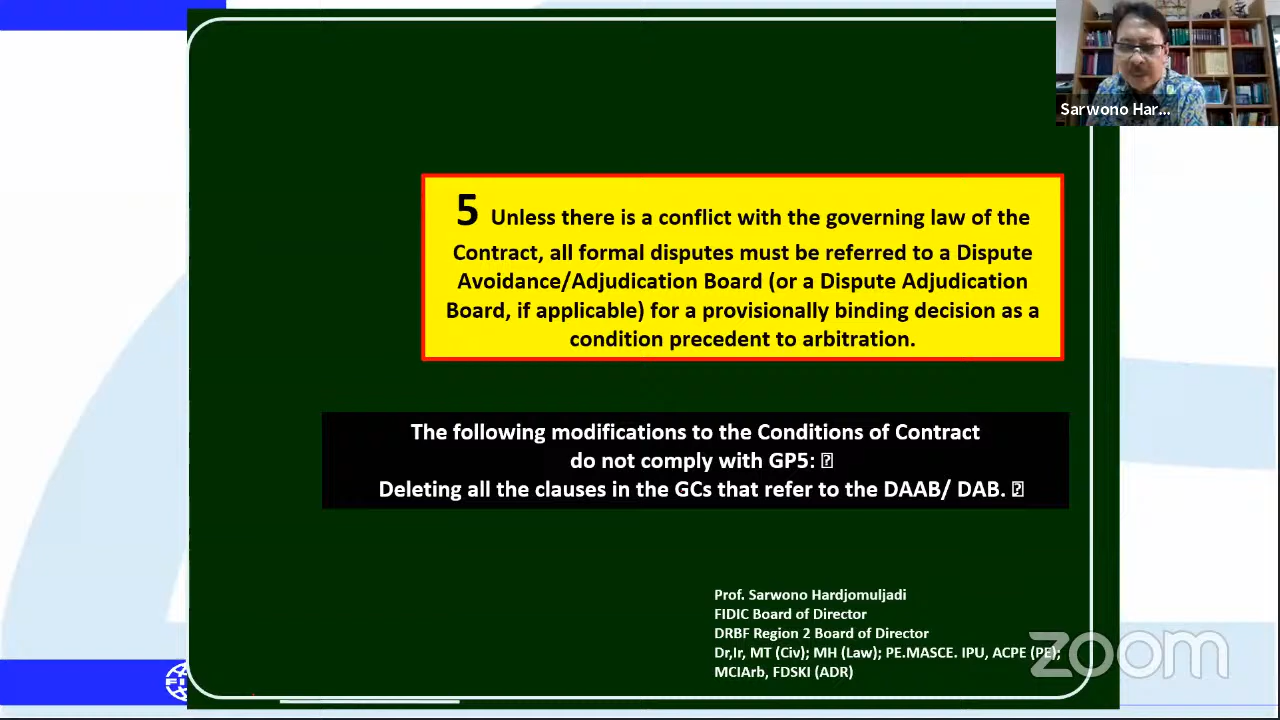 Sarwono Har...
5 Unless there is a conflict with the governing law of the
Contract, all formal disputes must be referred to a Dispute
Avoidance/Adjudication Board (or a Dispute Adjudication
Board, if applicable) for a provisionally binding decision as a
condition precedent to arbitration.
The following modifications to the Conditions of Contract
do not comply with GP5:
Deleting all the clauses in the GCs that refer to the DAAB/ DAB.
Prof. Sarwono Hardjomuljadi
FIDIC Board of Director
DRBF Region 2 Board of Director
Dr,Ir, MT (Civ); MH (Law); PE.MASCE. IPU, ACPE (PE);
MCIArb, FDSKI (ADR)
zoom